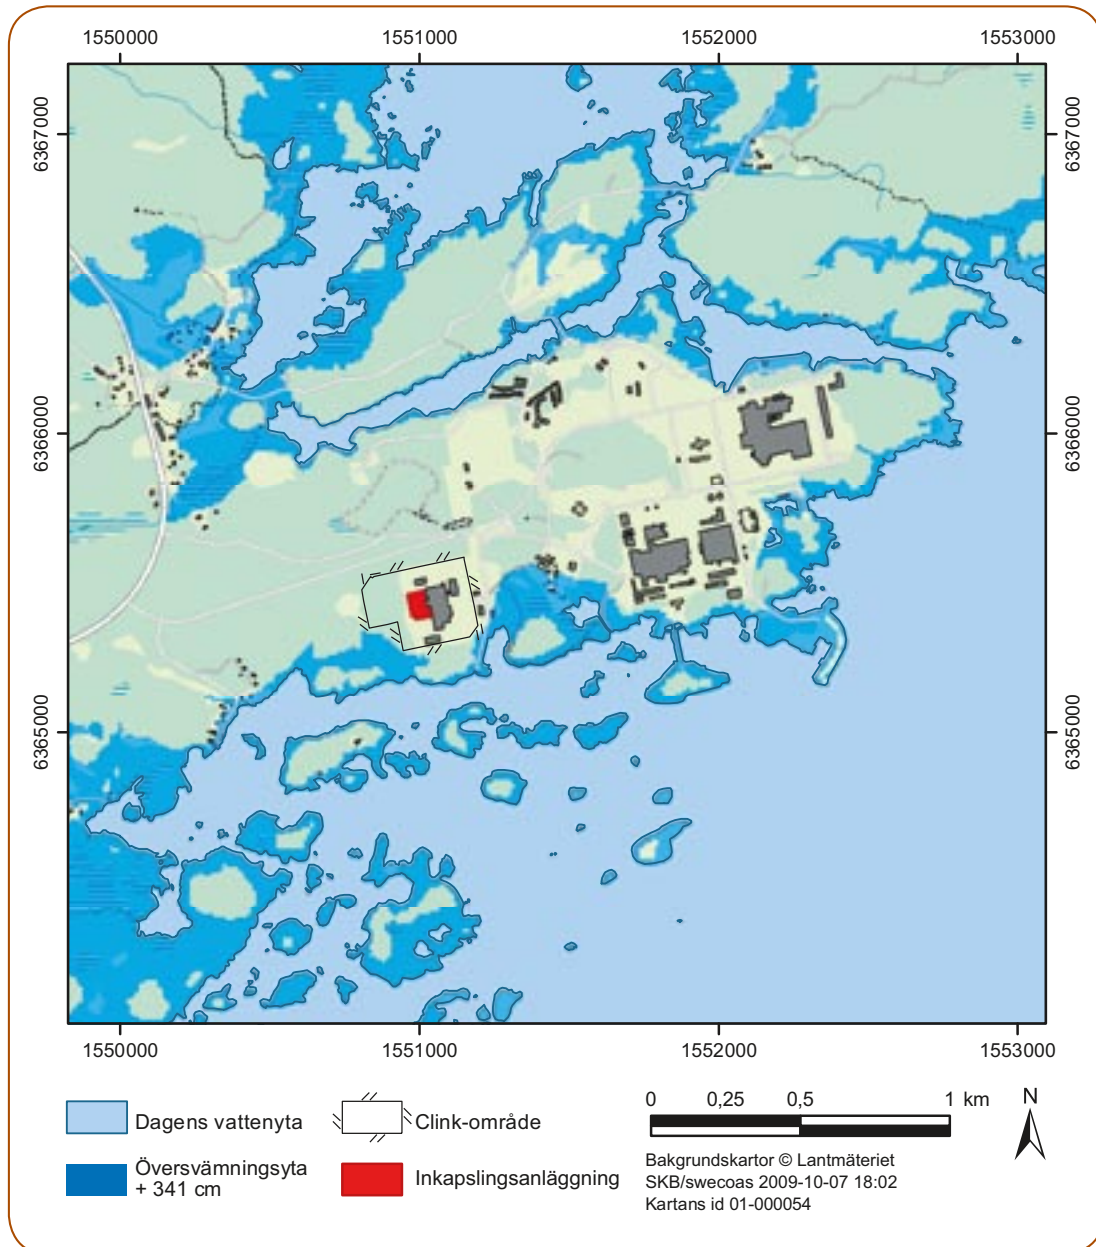 1550000 1551000 1552000 1553000
6367000 6367000
6366000 6366000
6365000 6365000
1550000 1551000 1552000 1553000
Dagens vattenyta
Översvämningsyta
+ 341 cm
Clink-område
Inkapslingsanläggning
0 0,25 0,5 1 km
N
Bakgrundskartor © Lantmäteriet
SKB/swecoas 2009-10-07 18:02
Kartans id 01-000054